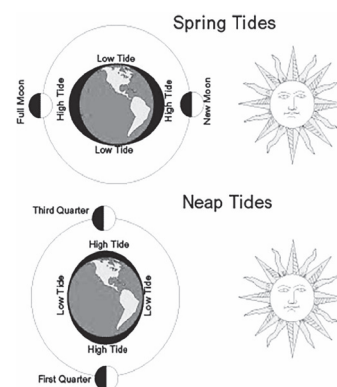 Spring Tides
Low Tide
Full Moon
High Tide
High Tide
New Moon
Low Tide
Neap Tides
Third Quarter
High Tide
Low Tide
Low Tide
High Tide
First Quarter